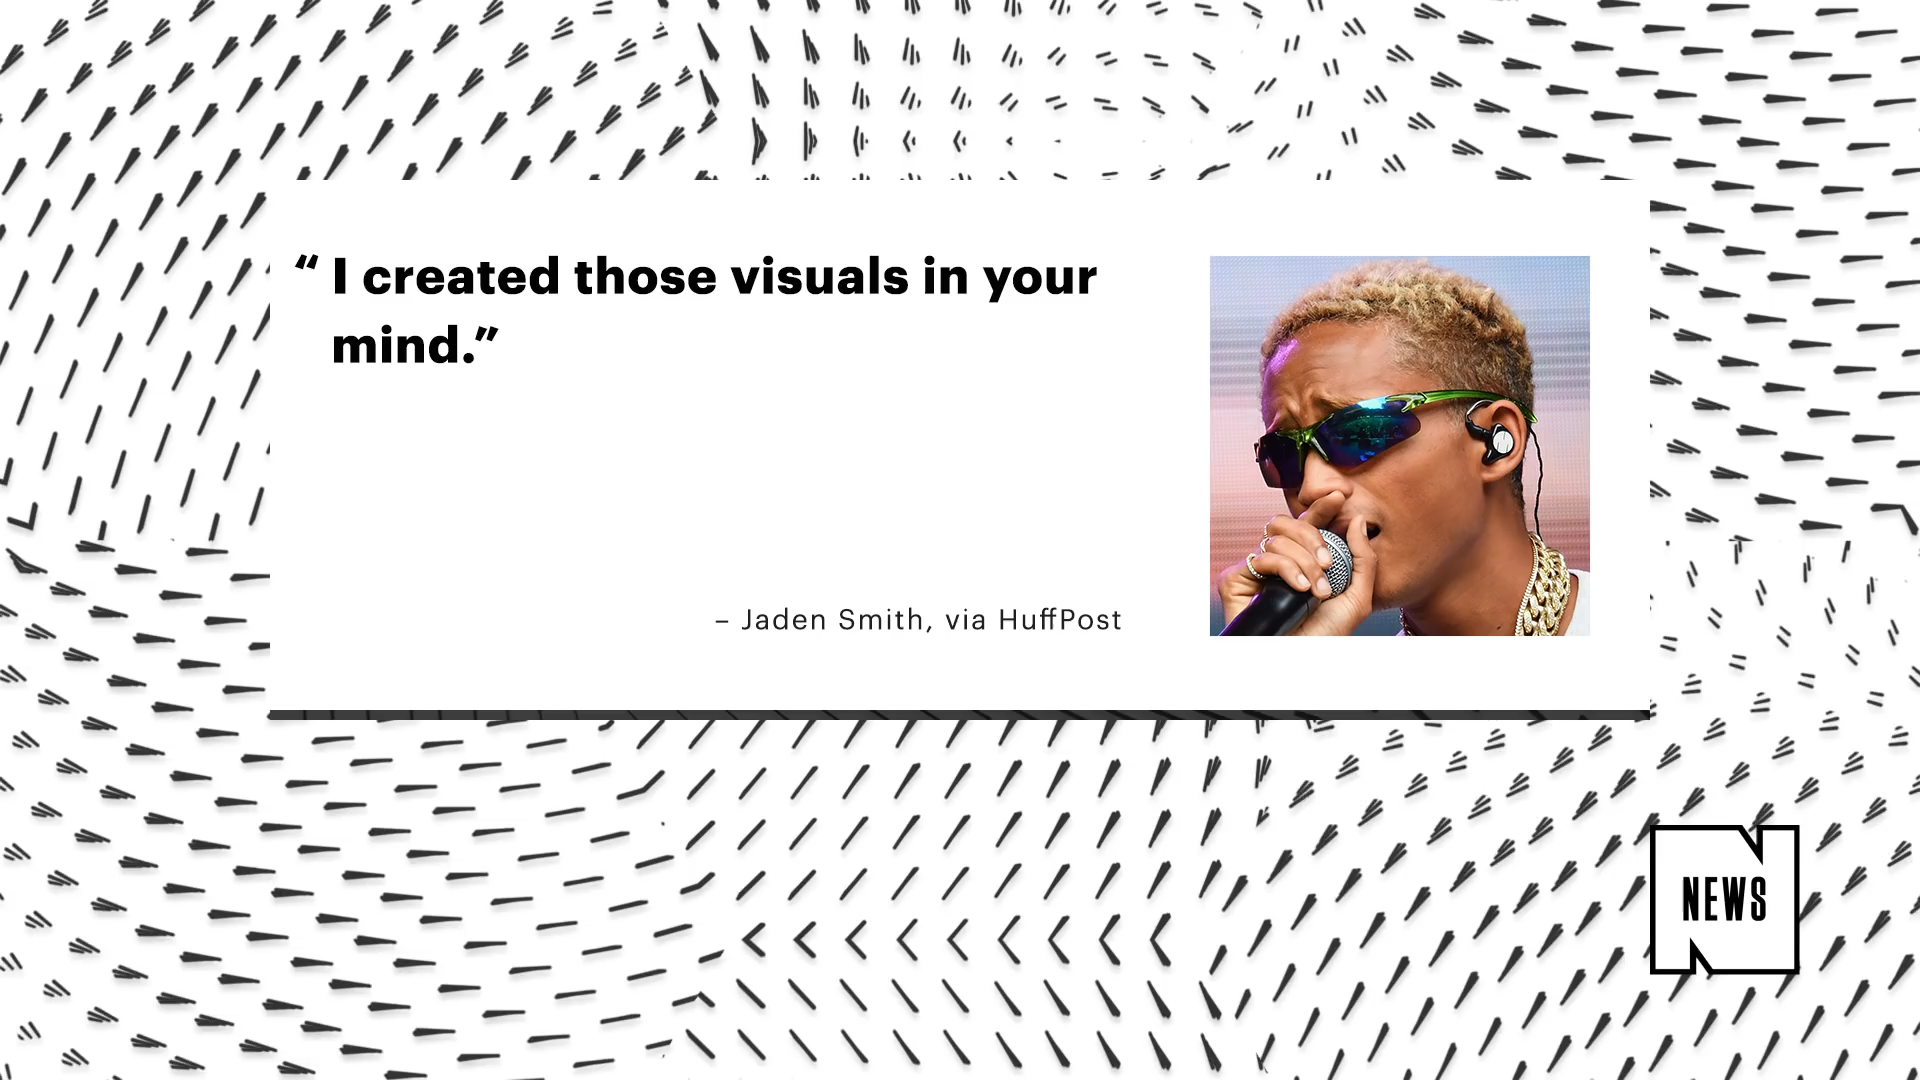 “ I created those visuals in your
mind.”
– Jaden Smith, via HuffPost
NEWS